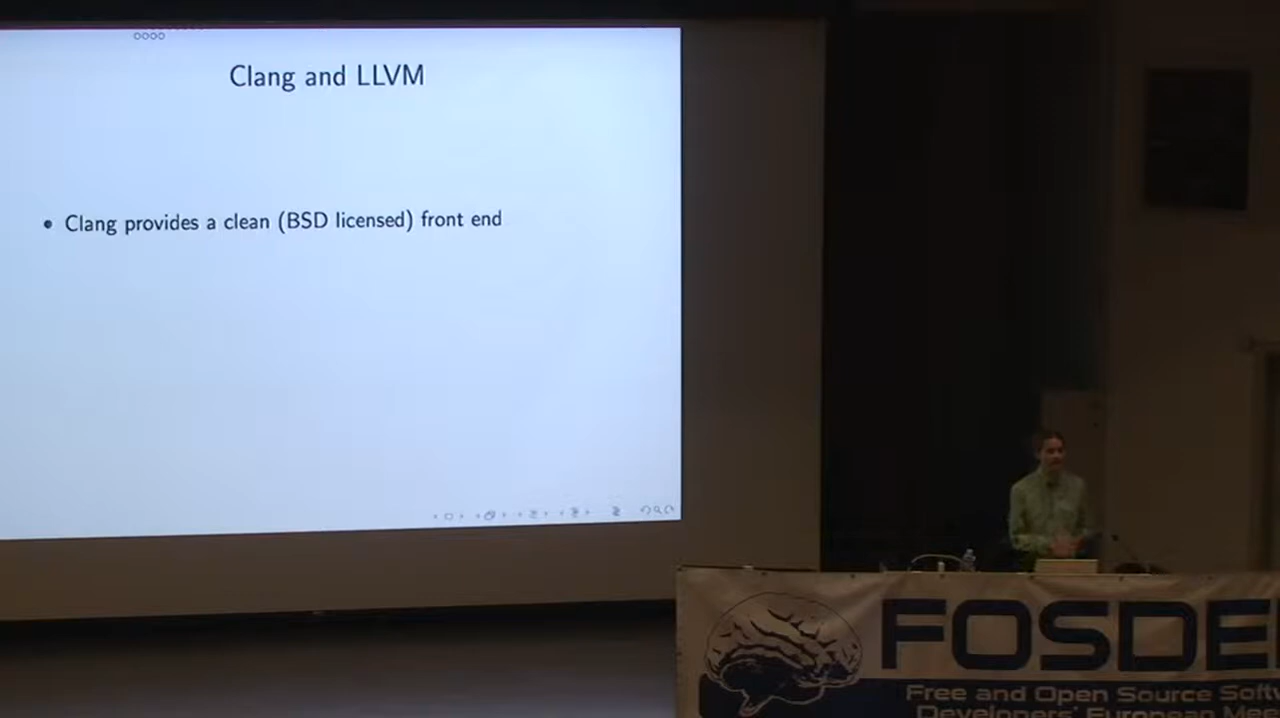 Clang and LLVM
• Clang provides a clean (BSD licensed) front end
FOSDE
Free and Open Source Soft
Developers' European Mee